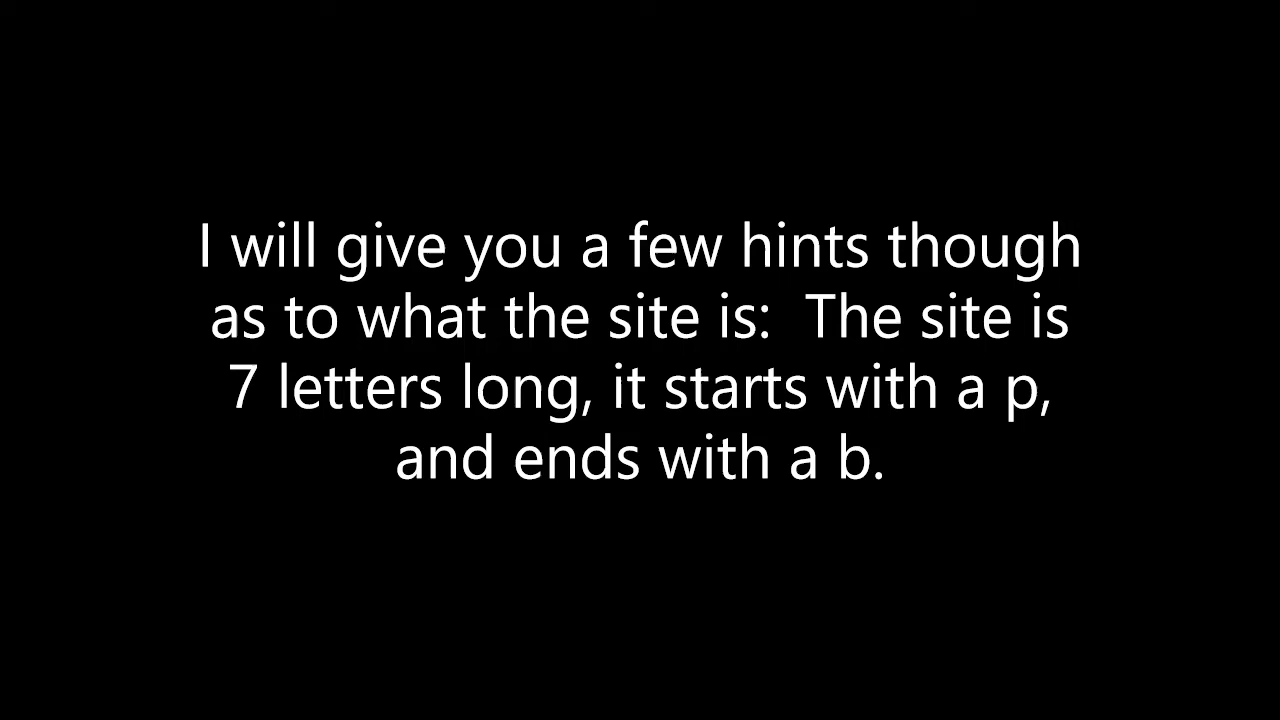 I will give you a few hints though
as to what the site is:  The site is
7 letters long, it starts with a p,
and ends with a b.